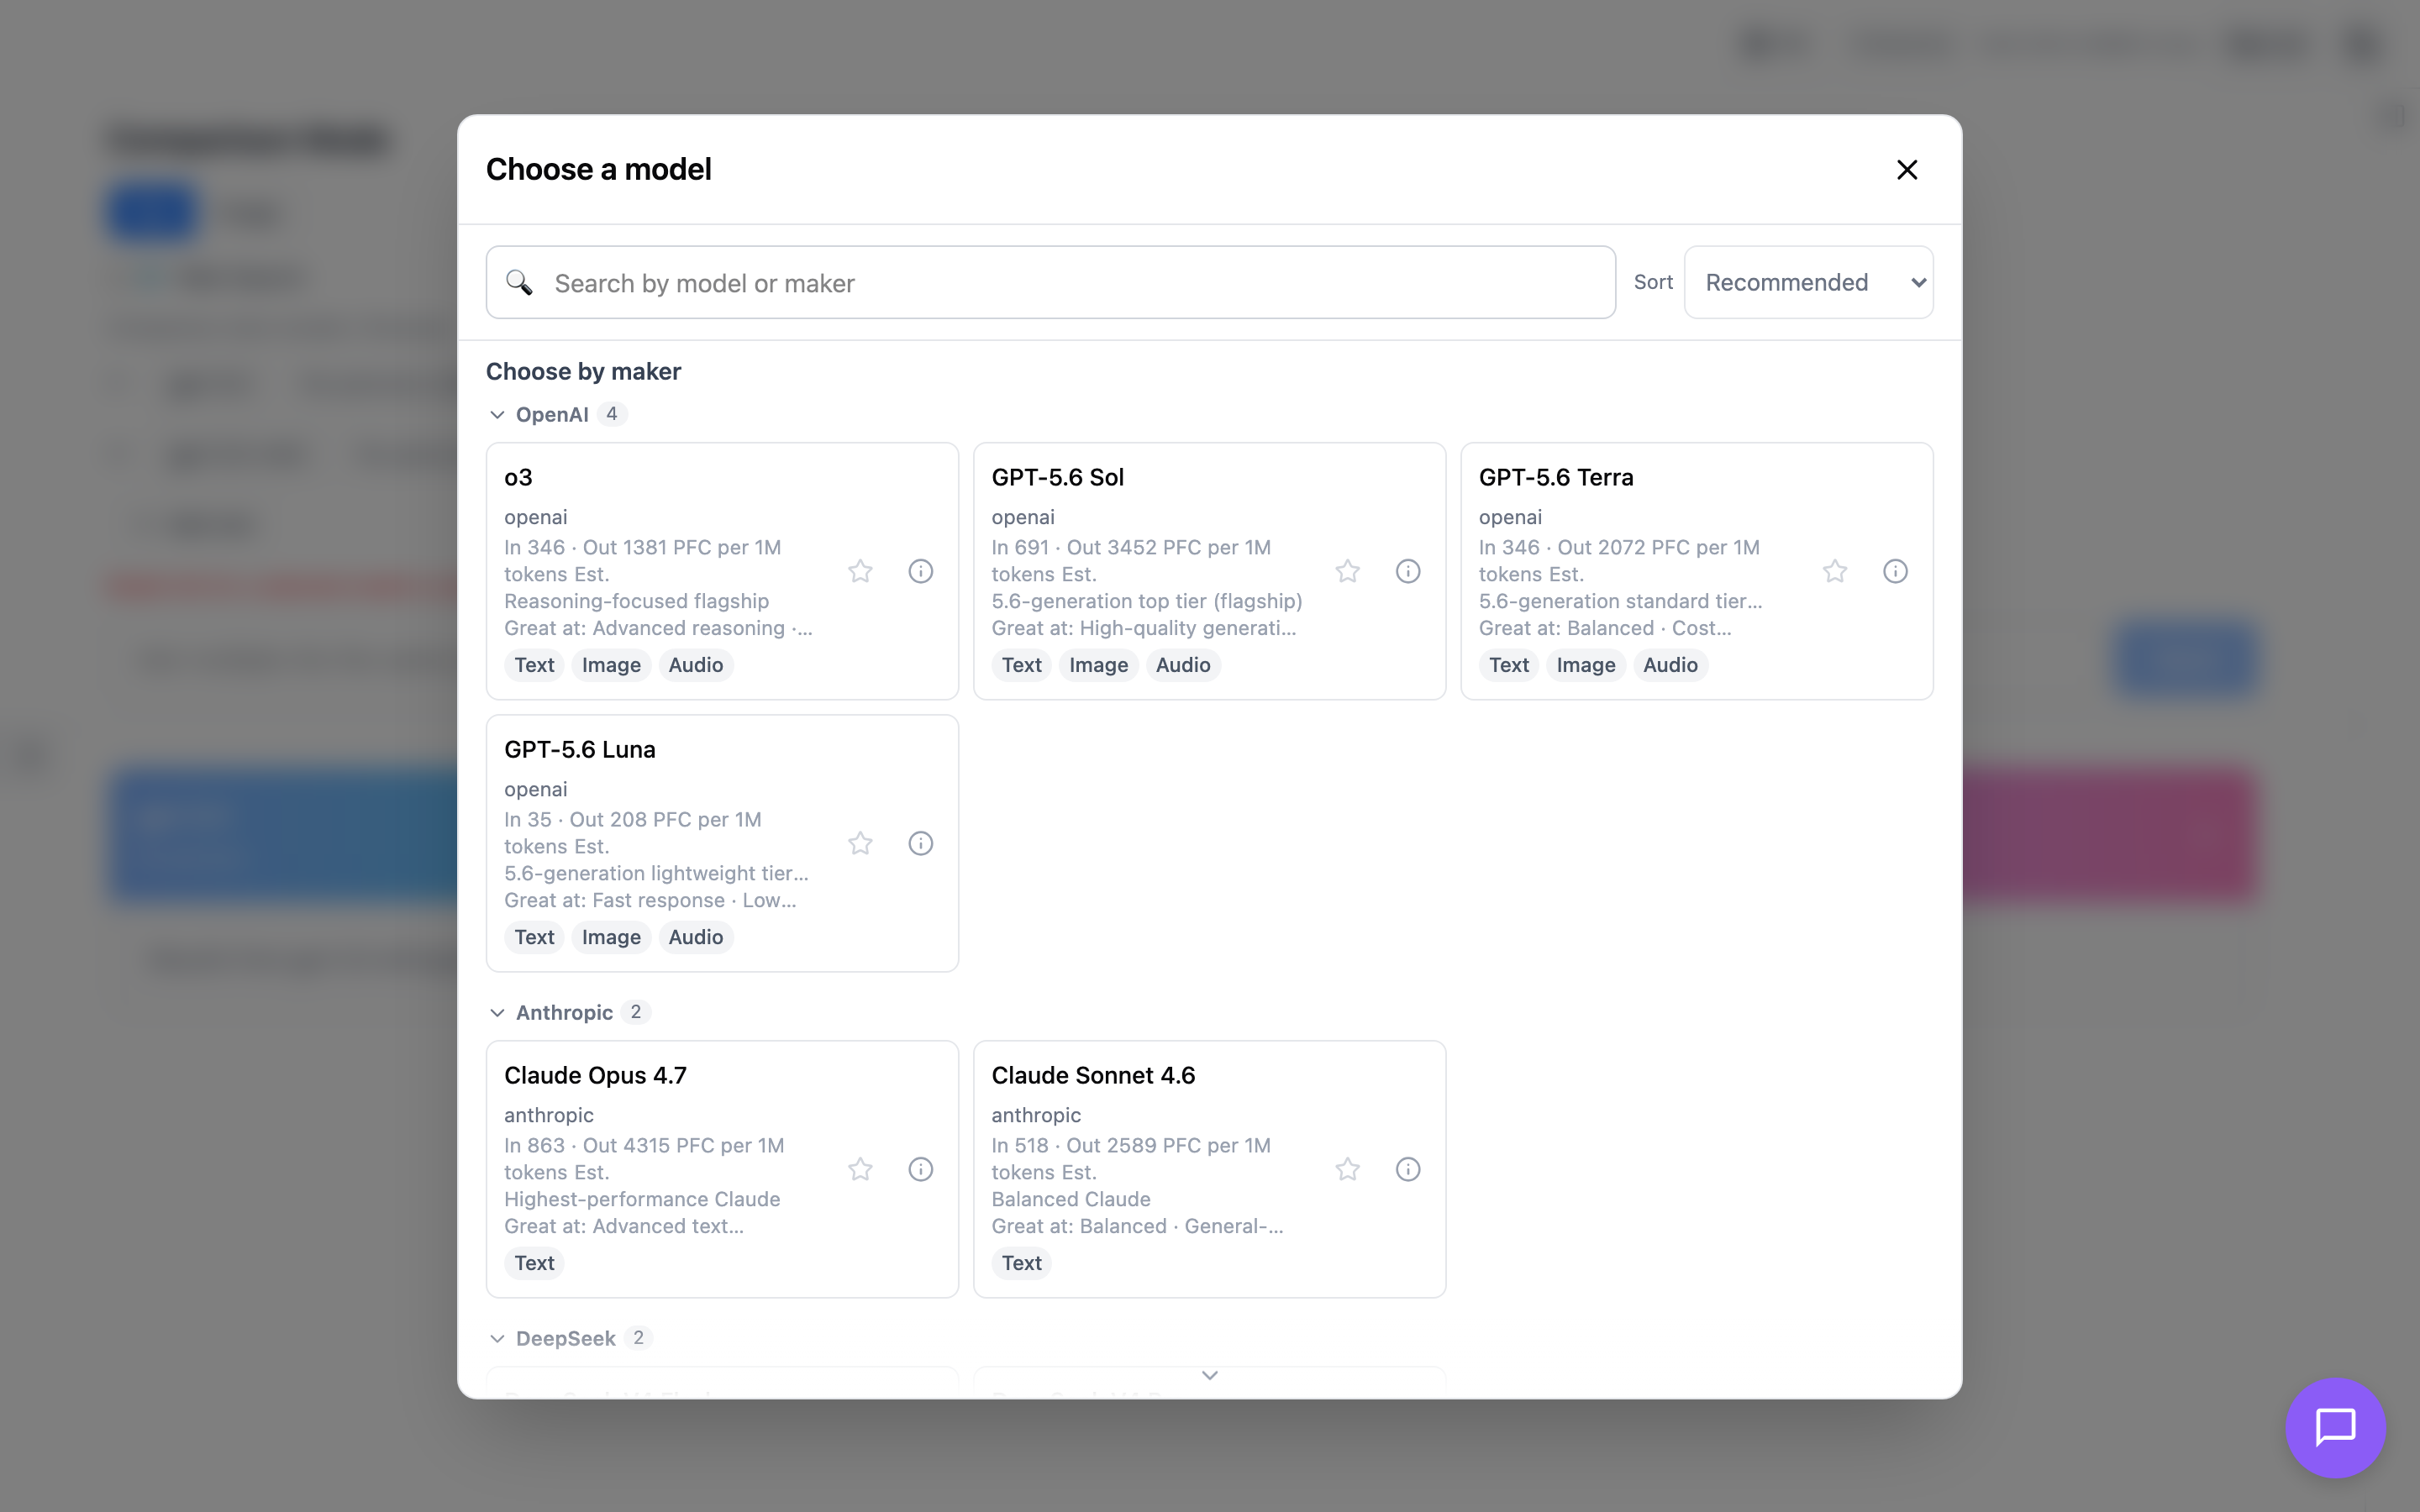 Choose a model
Search by model or maker
Sort
Recommended
Choose by maker
OpenAI 4
o3
openai
In 346 · Out 1381 PFC per 1M
tokens Est.
Reasoning-focused flagship
Great at: Advanced reasoning ·...
Text Image Audio
GPT-5.6 Sol
openai
In 691 · Out 3452 PFC per 1M
tokens Est.
5.6-generation top tier (flagship)
Great at: High-quality generati...
Text Image Audio
GPT-5.6 Terra
openai
In 346 · Out 2072 PFC per 1M
tokens Est.
5.6-generation standard tier...
Great at: Balanced · Cost...
Text Image Audio
GPT-5.6 Luna
openai
In 35 · Out 208 PFC per 1M
tokens Est.
5.6-generation lightweight tier...
Great at: Fast response · Low...
Text Image Audio
Anthropic 2
Claude Opus 4.7
anthropic
In 863 · Out 4315 PFC per 1M
tokens Est.
Highest-performance Claude
Great at: Advanced text...
Text
Claude Sonnet 4.6
anthropic
In 518 · Out 2589 PFC per 1M
tokens Est.
Balanced Claude
Great at: Balanced · General-...
Text
DeepSeek 2